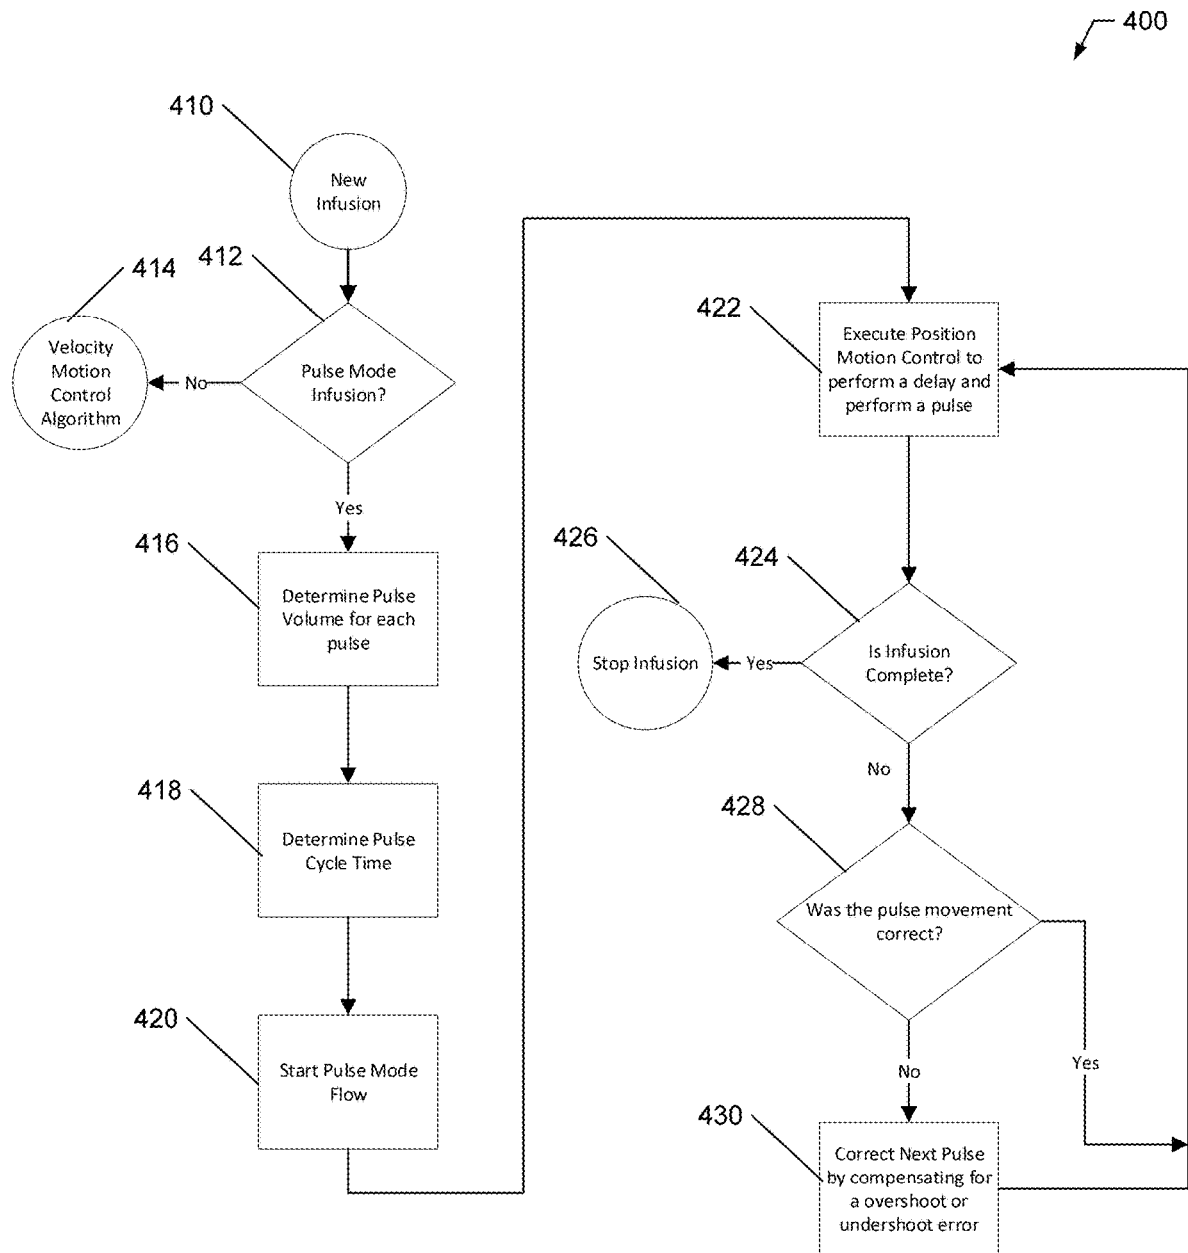 400
410
New
Infusion
412
414
Velocity
Motion
Control
Algorithm
No
Pulse Mode
Infusion?
Yes
416
Determine Pulse
Volume for each
pulse
418
Determine Pulse
Cycle Time
420
Start Pulse Mode
Flow
422
Execute Position
Motion Control to
perform a delay and
perform a pulse
424
Is Infusion
Complete?
Yes
426
Stop Infusion
No
428
Was the pulse movement
correct?
Yes
No
430
Correct Next Pulse
by compensating for
a overshoot or
undershoot error